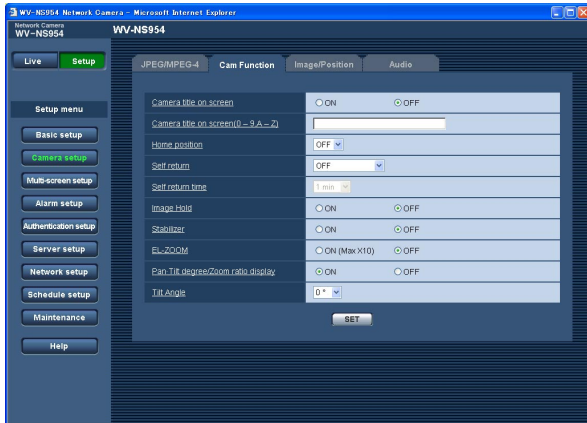 WV-NS954 Network Camera - Microsoft Internet Explorer
Network Camera
WV-NS954
WV-NS954
Live
Setup
Setup menu
Basic setup
Camera setup
Multi-screen setup
Alarm setup
Authentication setup
Server setup
Network setup
Schedule setup
Maintenance
Help
JPEG/MPEG-4
Cam Function
Image/Position
Audio
Camera title on screen
ON
OFF
Camera title on screen(0 – 9,A – Z)
Home position
OFF
Self return
OFF
Self return time
1 min
Image Hold
ON
OFF
Stabilizer
ON
OFF
EL-ZOOM
ON (Max X10)
OFF
Pan·Tilt degree/Zoom ratio display
ON
OFF
Tilt Angle
0 °
SET